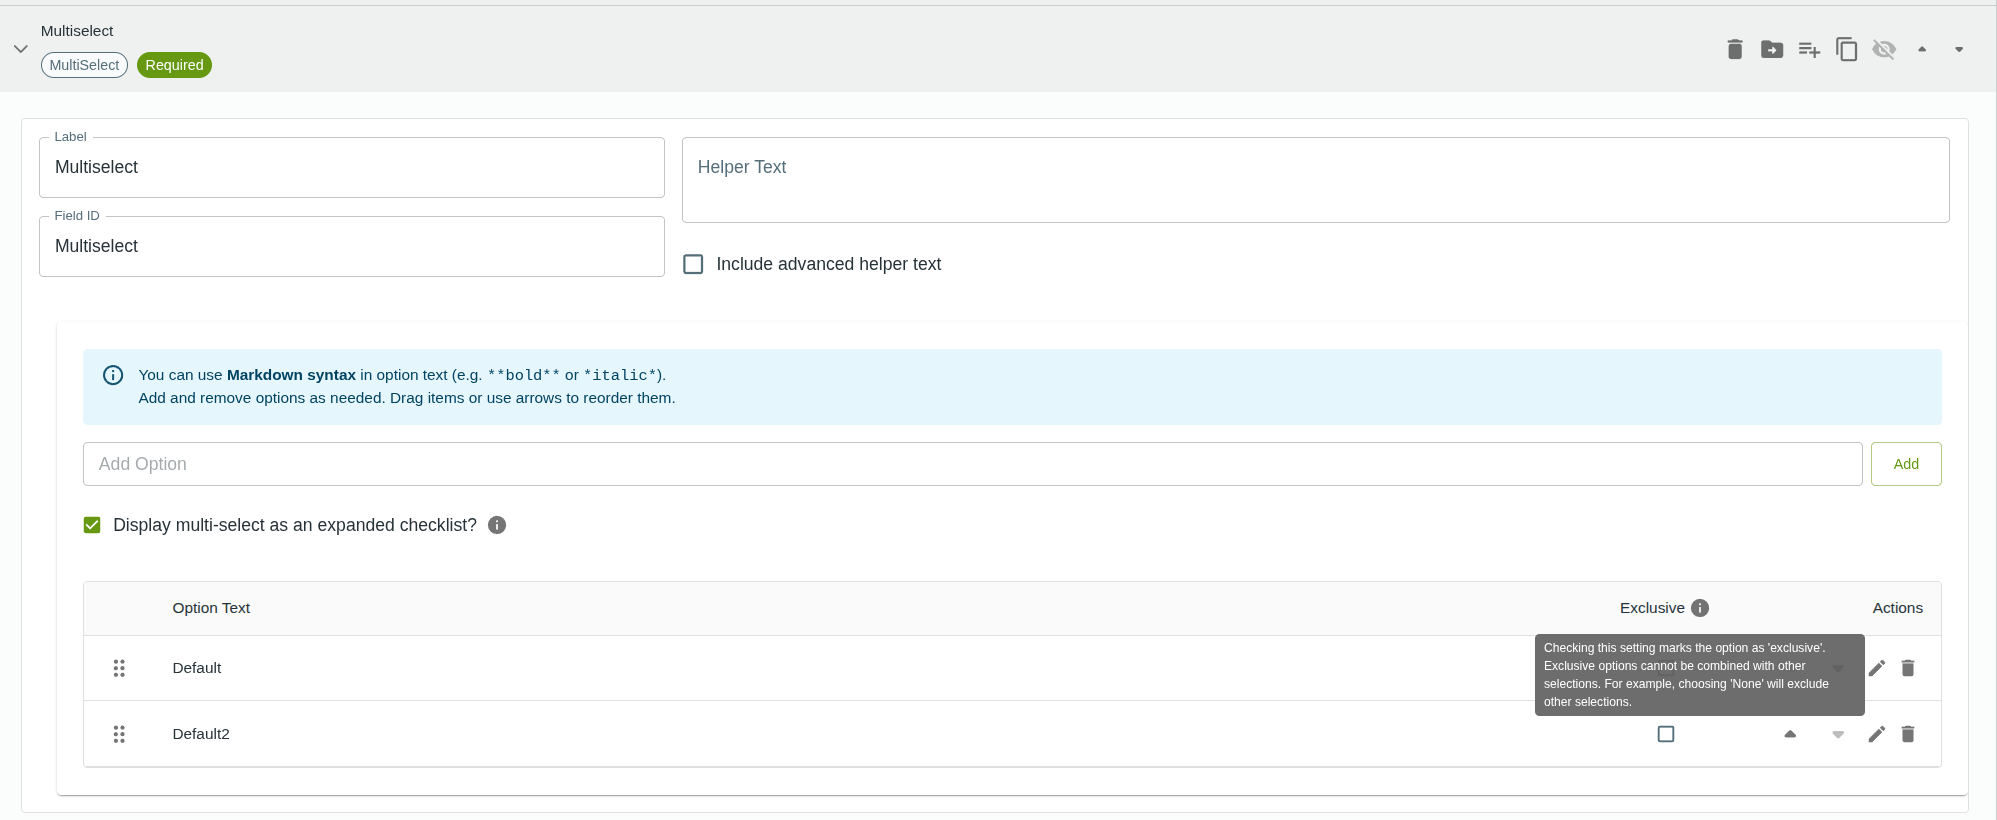 Multiselect
MultiSelect Required
Label
Multiselect
Helper Text
Field ID
Multiselect
Include advanced helper text
You can use Markdown syntax in option text (e.g. **bold** or *italic*).
Add and remove options as needed. Drag items or use arrows to reorder them.
Add Option
Add
Display multi-select as an expanded checklist?
Option Text Exclusive Actions
Checking this setting marks the option as 'exclusive'.
Exclusive options cannot be combined with other
selections. For example, choosing 'None' will exclude
other selections.
Default
Default2